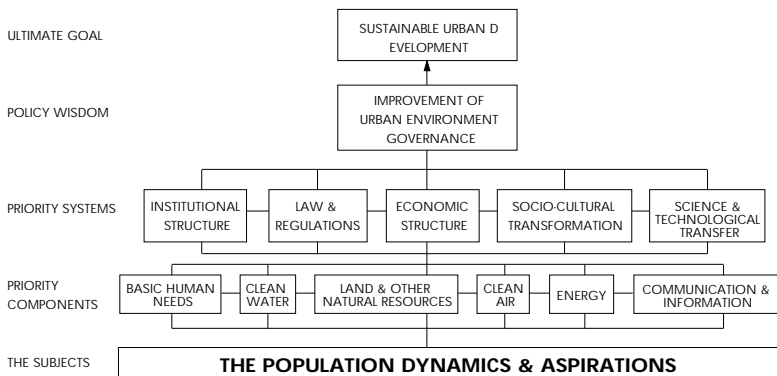 ULTIMATE GOAL
SUSTAINABLE URBAN D
EVELOPMENT
POLICY WISDOM
IMPROVEMENT OF
URBAN ENVIRONMENT
GOVERNANCE
PRIORITY SYSTEMS
INSTITUTIONAL
STRUCTURE
LAW &
REGULATIONS
ECONOMIC
STRUCTURE
SOCIO-CULTURAL
TRANSFORMATION
SCIENCE &
TECHNOLOGICAL
TRANSFER
PRIORITY
COMPONENTS
BASIC HUMAN
NEEDS
CLEAN
WATER
LAND & OTHER
NATURAL RESOURCES
CLEAN
AIR
ENERGY
COMMUNICATION &
INFORMATION
THE SUBJECTS
THE POPULATION DYNAMICS & ASPIRATIONS